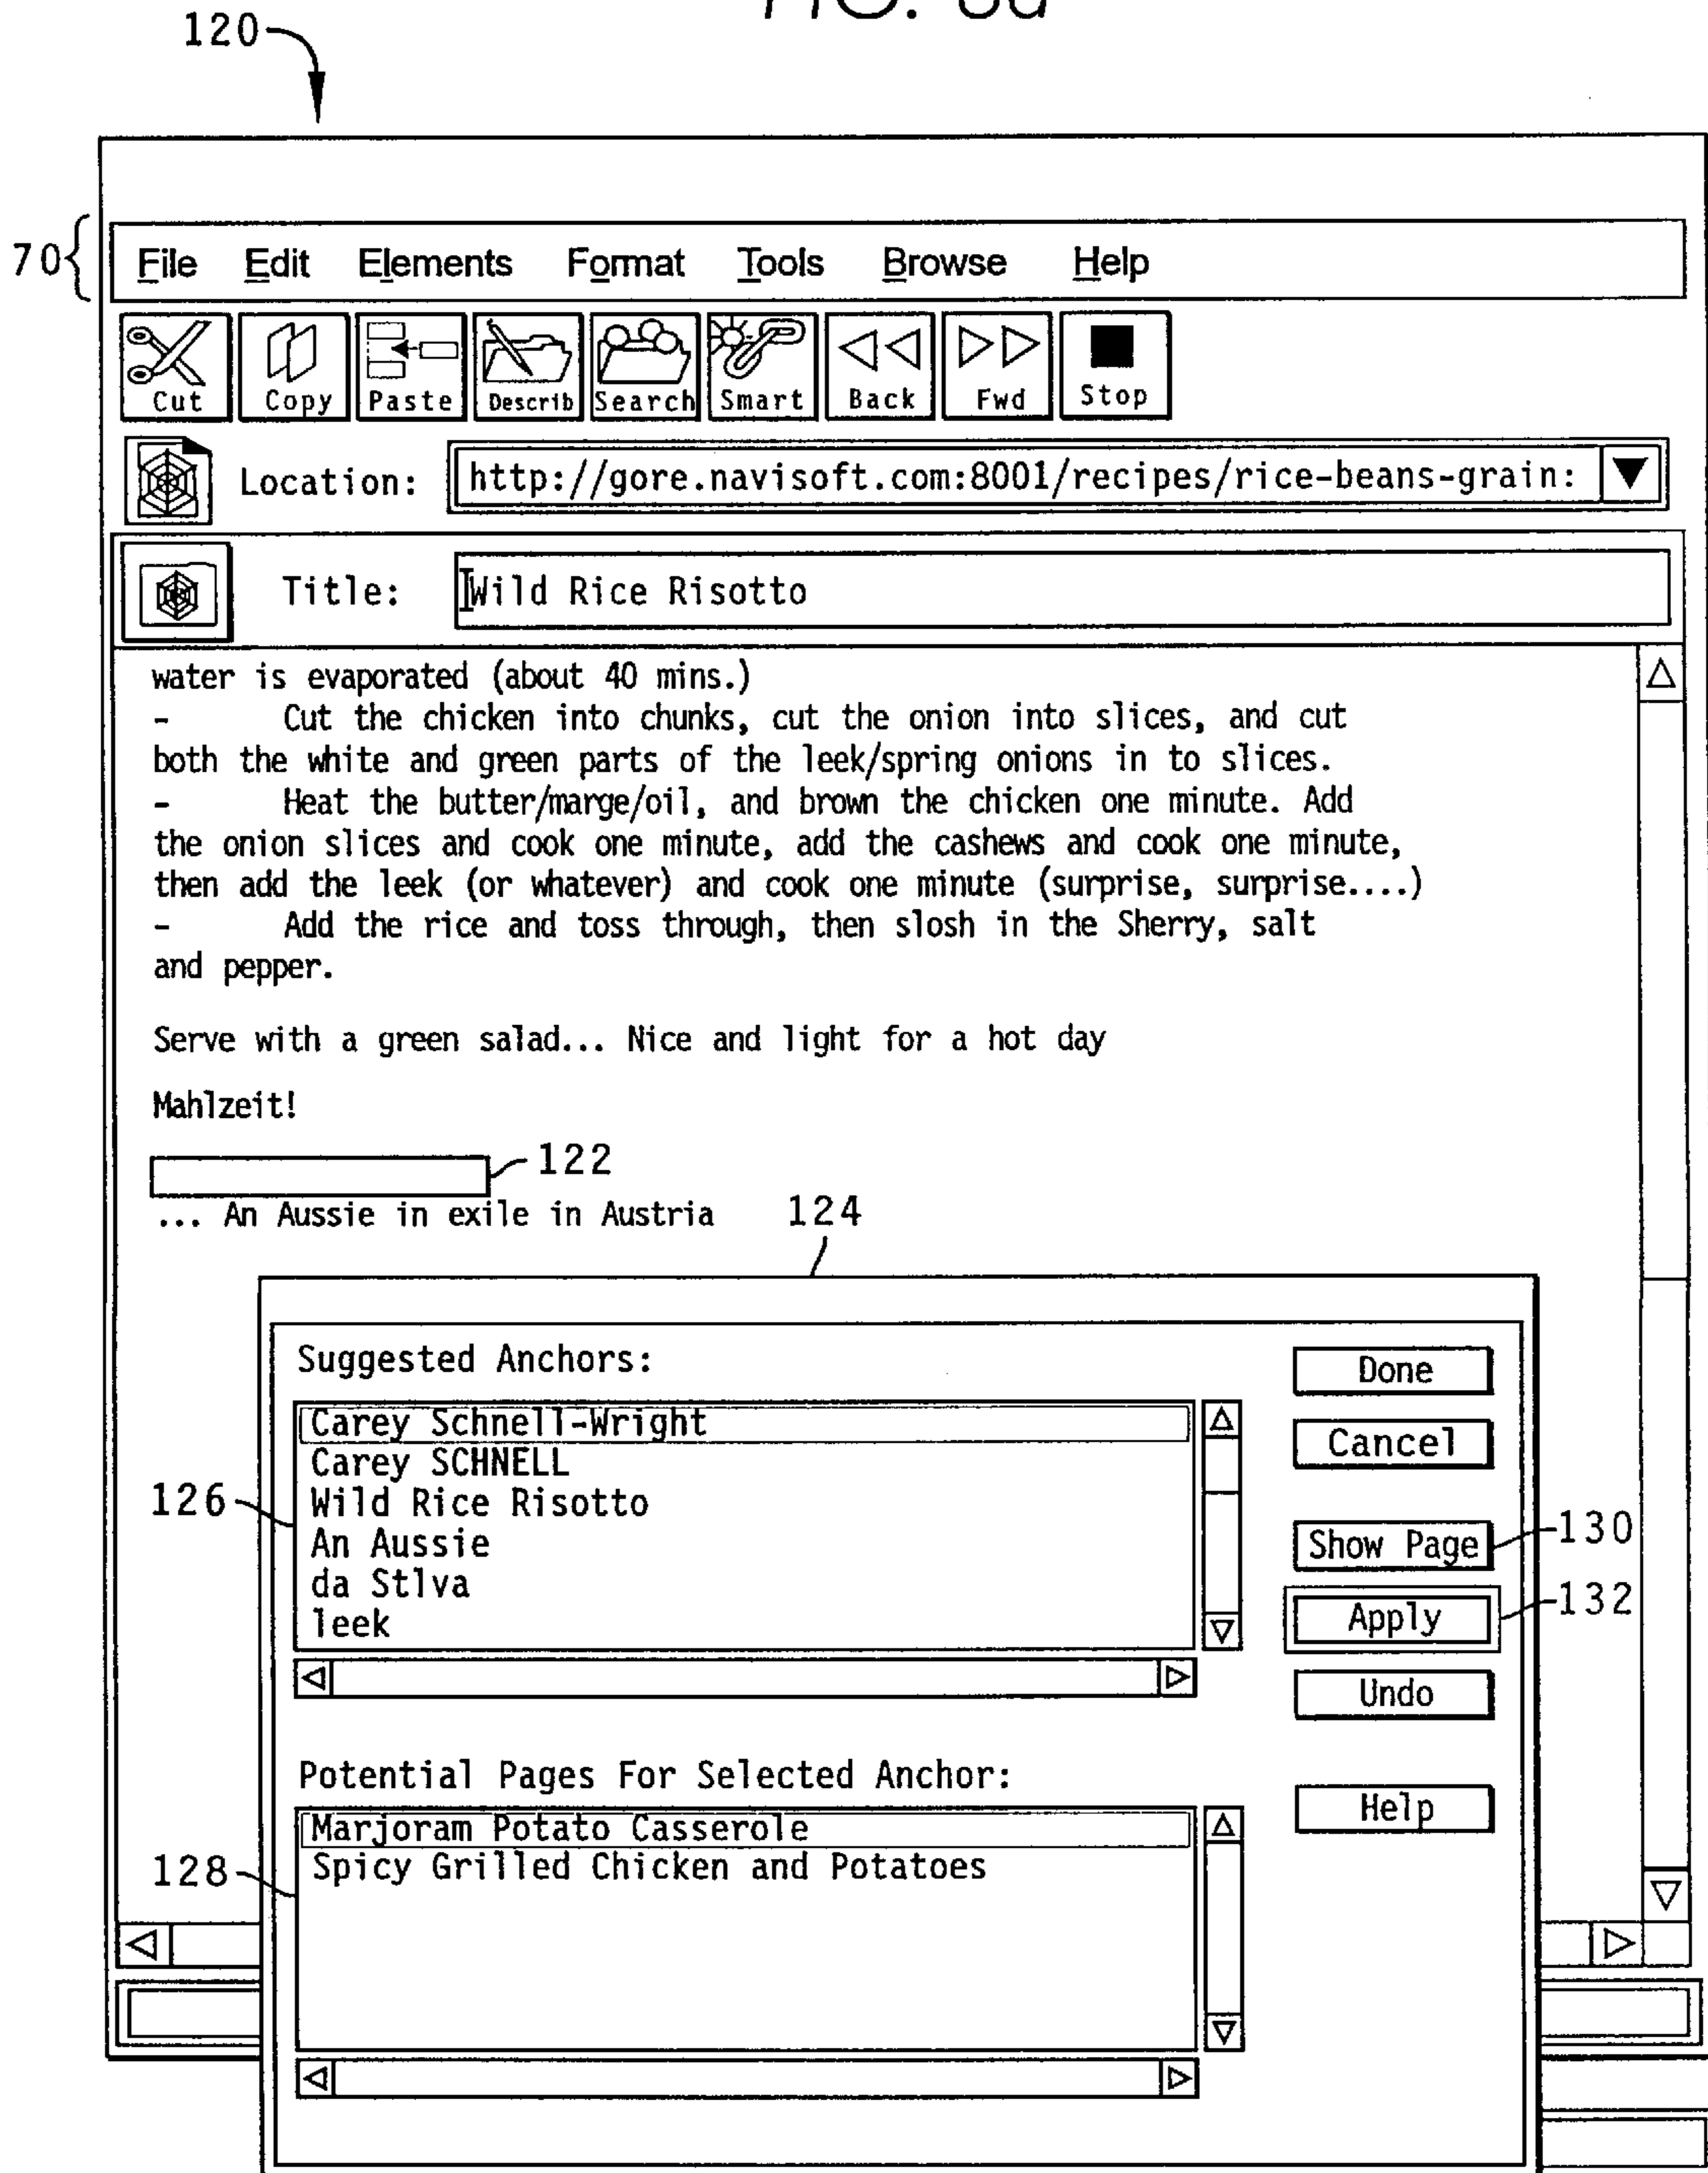 120
70
File Edit Elements Format Tools Browse Help
Cut Copy Paste Describ Search Smart Back Fwd Stop
Location: http://gore.navisoft.com:8001/recipes/rice-beans-grain:
Title: Wild Rice Risotto
water is evaporated (about 40 mins.)
- Cut the chicken into chunks, cut the onion into slices, and cut
both the white and green parts of the leek/spring onions in to slices.
- Heat the butter/marge/oil, and brown the chicken one minute. Add
the onion slices and cook one minute, add the cashews and cook one minute,
then add the leek (or whatever) and cook one minute (surprise, surprise....)
- Add the rice and toss through, then slosh in the Sherry, salt
and pepper.
Serve with a green salad... Nice and light for a hot day
Mahlzeit!
122
... An Aussie in exile in Austria
124
Suggested Anchors:
Done
Carey Schnell-Wright
Cancel
Carey SCHNELL
126
Wild Rice Risotto
An Aussie
Show Page
130
da Stlva
leek
Apply
132
Undo
Potential Pages For Selected Anchor:
Help
Marjoram Potato Casserole
128
Spicy Grilled Chicken and Potatoes